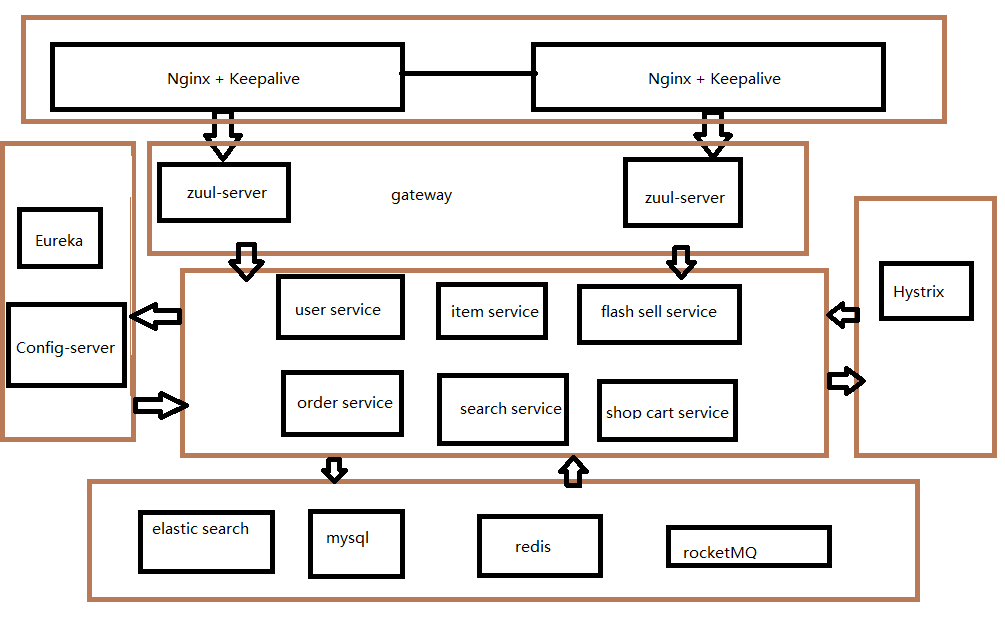 Nginx + Keepalive
Nginx + Keepalive
zuul-server
gateway
zuul-server
Eureka
Config-server
user service
item service
flash sell service
order service
search service
shop cart service
Hystrix
elastic search
mysql
redis
rocketMQ